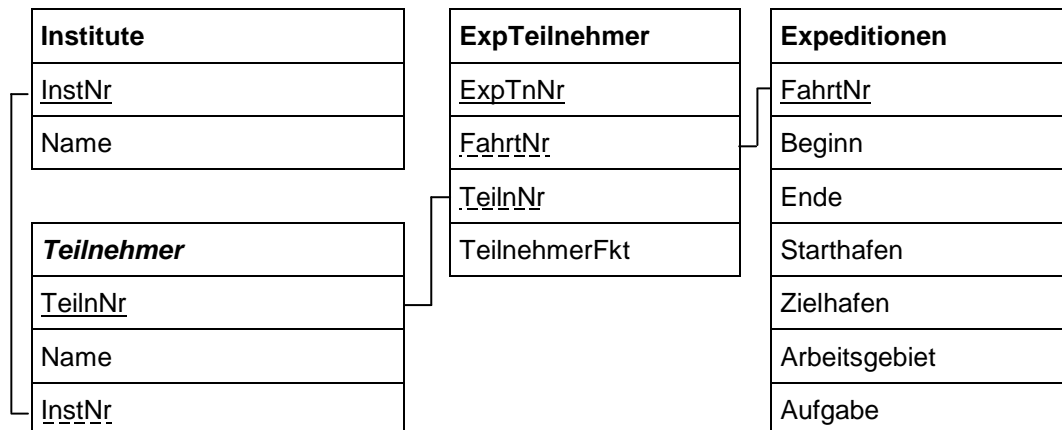 Institute
InstNr
Name
Teilnehmer
TeilnNr
Name
InstNr
ExpTeilnehmer
ExpTnNr
FahrtNr
TeilnNr
TeilnehmerFkt
Expeditionen
FahrtNr
Beginn
Ende
Starthafen
Zielhafen
Arbeitsgebiet
Aufgabe